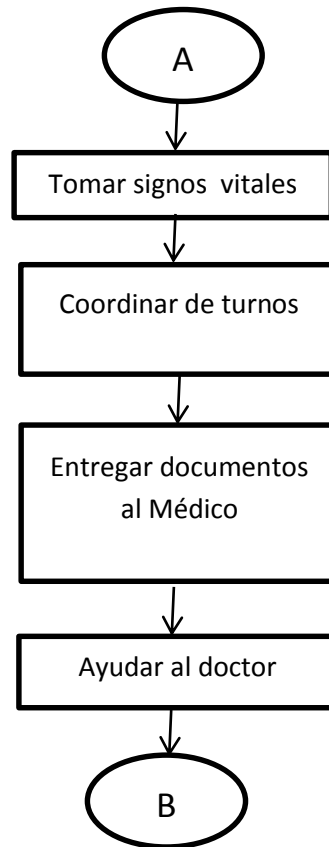 A
Tomar signos vitales
Coordinar de turnos
Entregar documentos
al Médico
Ayudar al doctor
B